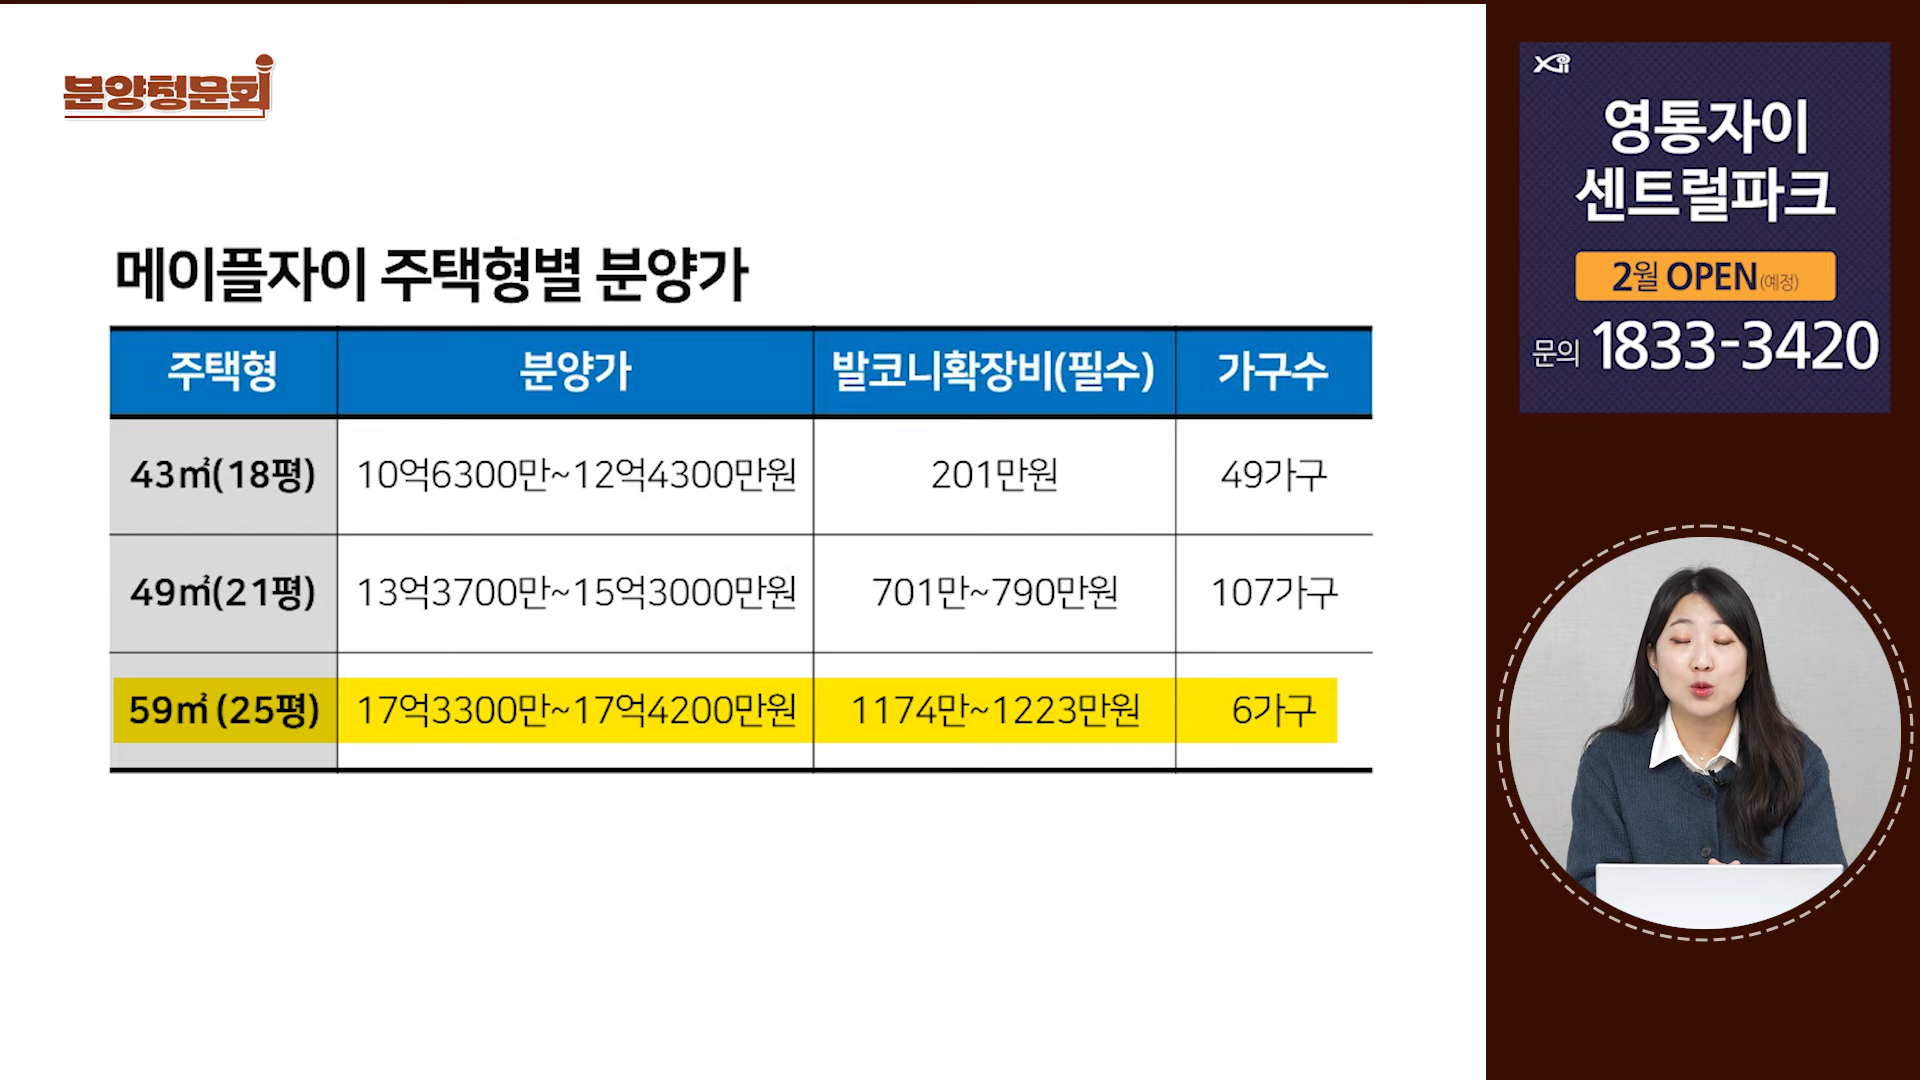 분양청문회
메이플자이 주택형별 분양가
주택형 분양가 발코니확장비(필수) 가구수
43㎡(18평) 10억6300만~12억4300만원 201만원 49가구
49㎡(21평) 13억3700만~15억3000만원 701만~790만원 107가구
59㎡(25평) 17억3300만~17억4200만원 1174만~1223만원 6가구
Xi
영통자이
센트럴파크
2월 OPEN(예정)
문의 1833-3420